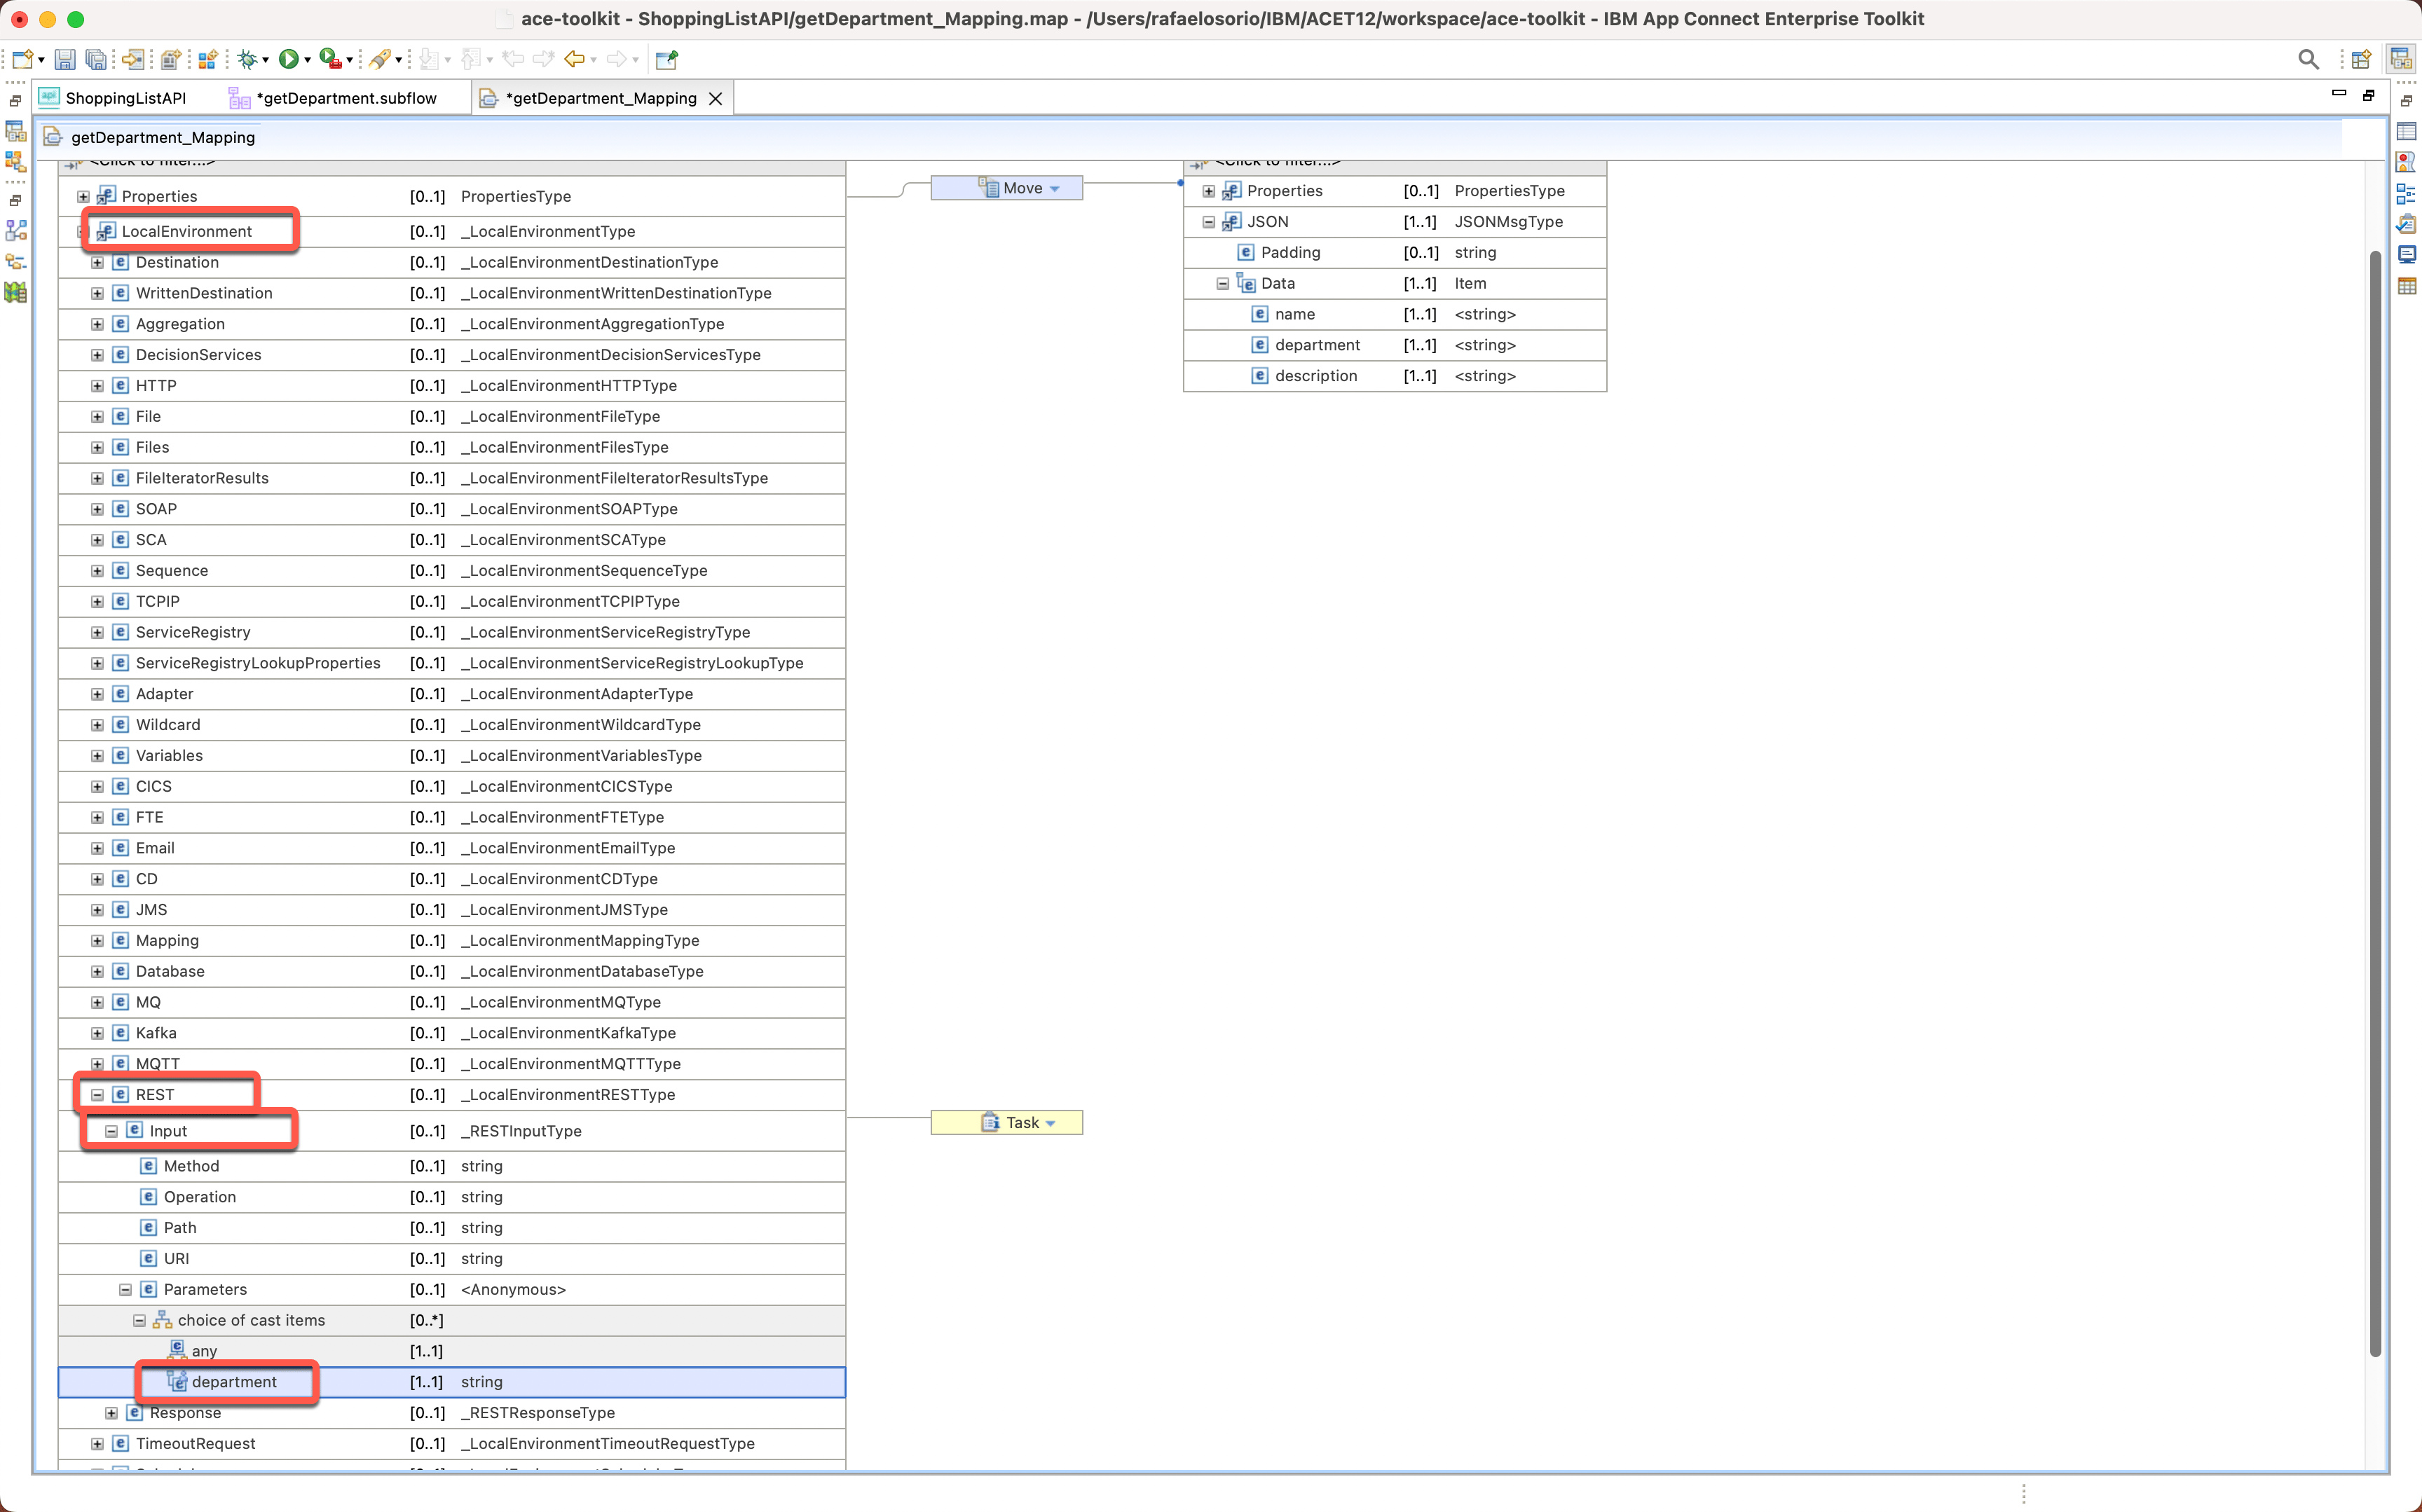 ace-toolkit - ShoppingListAPI/getDepartment_Mapping.map - /Users/rafaelosorio/IBM/ACET12/workspace/ace-toolkit - IBM App Connect Enterprise Toolkit
api ShoppingListAPI *getDepartment.subflow *getDepartment_Mapping
getDepartment_Mapping
<Click to filter...> <Click to filter...>
Properties [0..1] PropertiesType
Move
Properties [0..1] PropertiesType
LocalEnvironment [0..1] _LocalEnvironmentType
JSON [1..1] JSONMsgType
Destination [0..1] _LocalEnvironmentDestinationType
Padding [0..1] string
WrittenDestination [0..1] _LocalEnvironmentWrittenDestinationType
Data [1..1] Item
Aggregation [0..1] _LocalEnvironmentAggregationType
name [1..1] <string>
DecisionServices [0..1] _LocalEnvironmentDecisionServicesType
department [1..1] <string>
HTTP [0..1] _LocalEnvironmentHTTPType
description [1..1] <string>
File [0..1] _LocalEnvironmentFileType
Files [0..1] _LocalEnvironmentFilesType
FileIteratorResults [0..1] _LocalEnvironmentFileIteratorResultsType
SOAP [0..1] _LocalEnvironmentSOAPType
SCA [0..1] _LocalEnvironmentSCAType
Sequence [0..1] _LocalEnvironmentSequenceType
TCPIP [0..1] _LocalEnvironmentTCPIPType
ServiceRegistry [0..1] _LocalEnvironmentServiceRegistryType
ServiceRegistryLookupProperties [0..1] _LocalEnvironmentServiceRegistryLookupType
Adapter [0..1] _LocalEnvironmentAdapterType
Wildcard [0..1] _LocalEnvironmentWildcardType
Variables [0..1] _LocalEnvironmentVariablesType
CICS [0..1] _LocalEnvironmentCICSType
FTE [0..1] _LocalEnvironmentFTEType
Email [0..1] _LocalEnvironmentEmailType
CD [0..1] _LocalEnvironmentCDType
JMS [0..1] _LocalEnvironmentJMSType
Mapping [0..1] _LocalEnvironmentMappingType
Database [0..1] _LocalEnvironmentDatabaseType
MQ [0..1] _LocalEnvironmentMQType
Kafka [0..1] _LocalEnvironmentKafkaType
MQTT [0..1] _LocalEnvironmentMQTTType
REST [0..1] _LocalEnvironmentRESTType
Input [0..1] _RESTInputType
Task
Method [0..1] string
Operation [0..1] string
Path [0..1] string
URI [0..1] string
Parameters [0..1] <Anonymous>
choice of cast items [0..*]
any [1..1]
department [1..1] string
Response [0..1] _RESTResponseType
TimeoutRequest [0..1] _LocalEnvironmentTimeoutRequestType